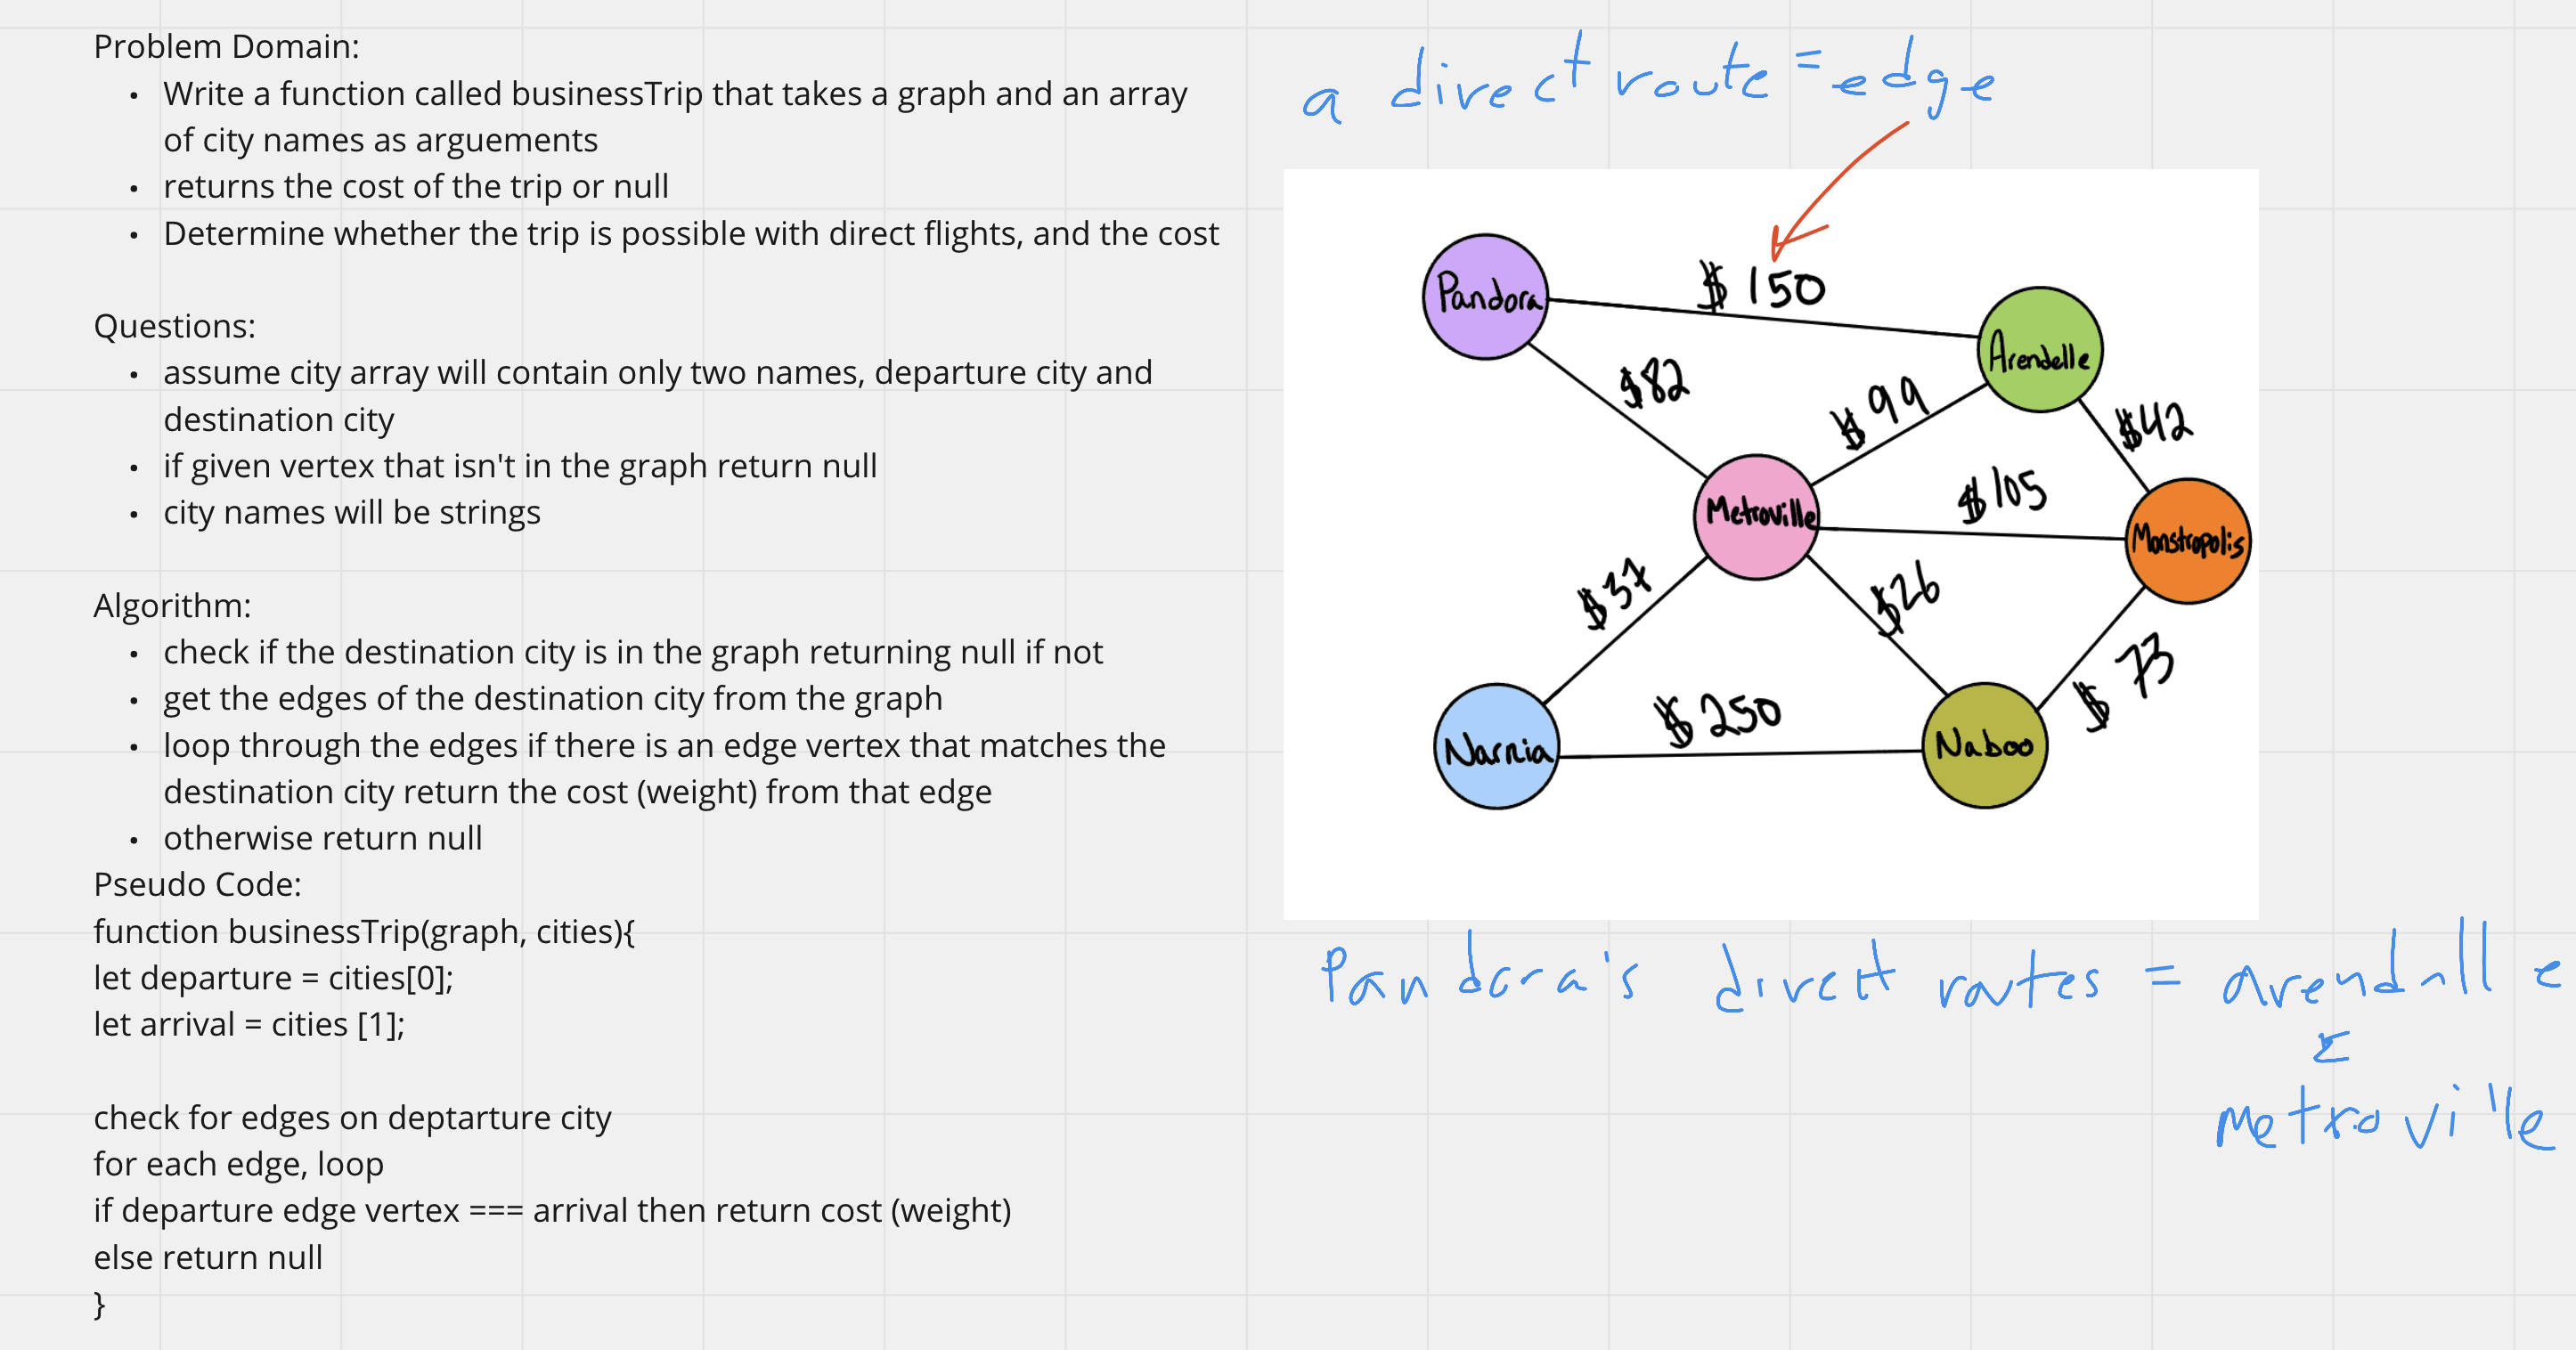 Problem Domain:
• Write a function called businessTrip that takes a graph and an array
of city names as arguements
• returns the cost of the trip or null
• Determine whether the trip is possible with direct flights, and the cost
Questions:
• assume city array will contain only two names, departure city and
destination city
• if given vertex that isn't in the graph return null
• city names will be strings
Algorithm:
• check if the destination city is in the graph returning null if not
• get the edges of the destination city from the graph
• loop through the edges if there is an edge vertex that matches the
destination city return the cost (weight) from that edge
• otherwise return null
Pseudo Code:
function businessTrip(graph, cities){
let departure = cities[0];
let arrival = cities [1];
check for edges on deptarture city
for each edge, loop
if departure edge vertex === arrival then return cost (weight)
else return null
}
a direct route = edge
Pandora
$150
Arendelle
$82
$99
$42
Metroville
$105
Monstropolis
$37
$26
$73
Narnia
$250
Naboo
Pandora's direct routes = arendelle
&
Metroville